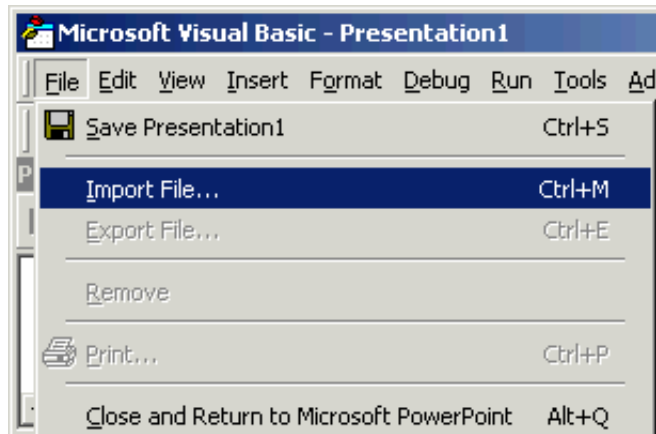 Microsoft Visual Basic - Presentation1
File Edit View Insert Format Debug Run Tools Ad
Save Presentation1 Ctrl+S
Import File... Ctrl+M
Export File... Ctrl+E
Remove
Print... Ctrl+P
Close and Return to Microsoft PowerPoint Alt+Q